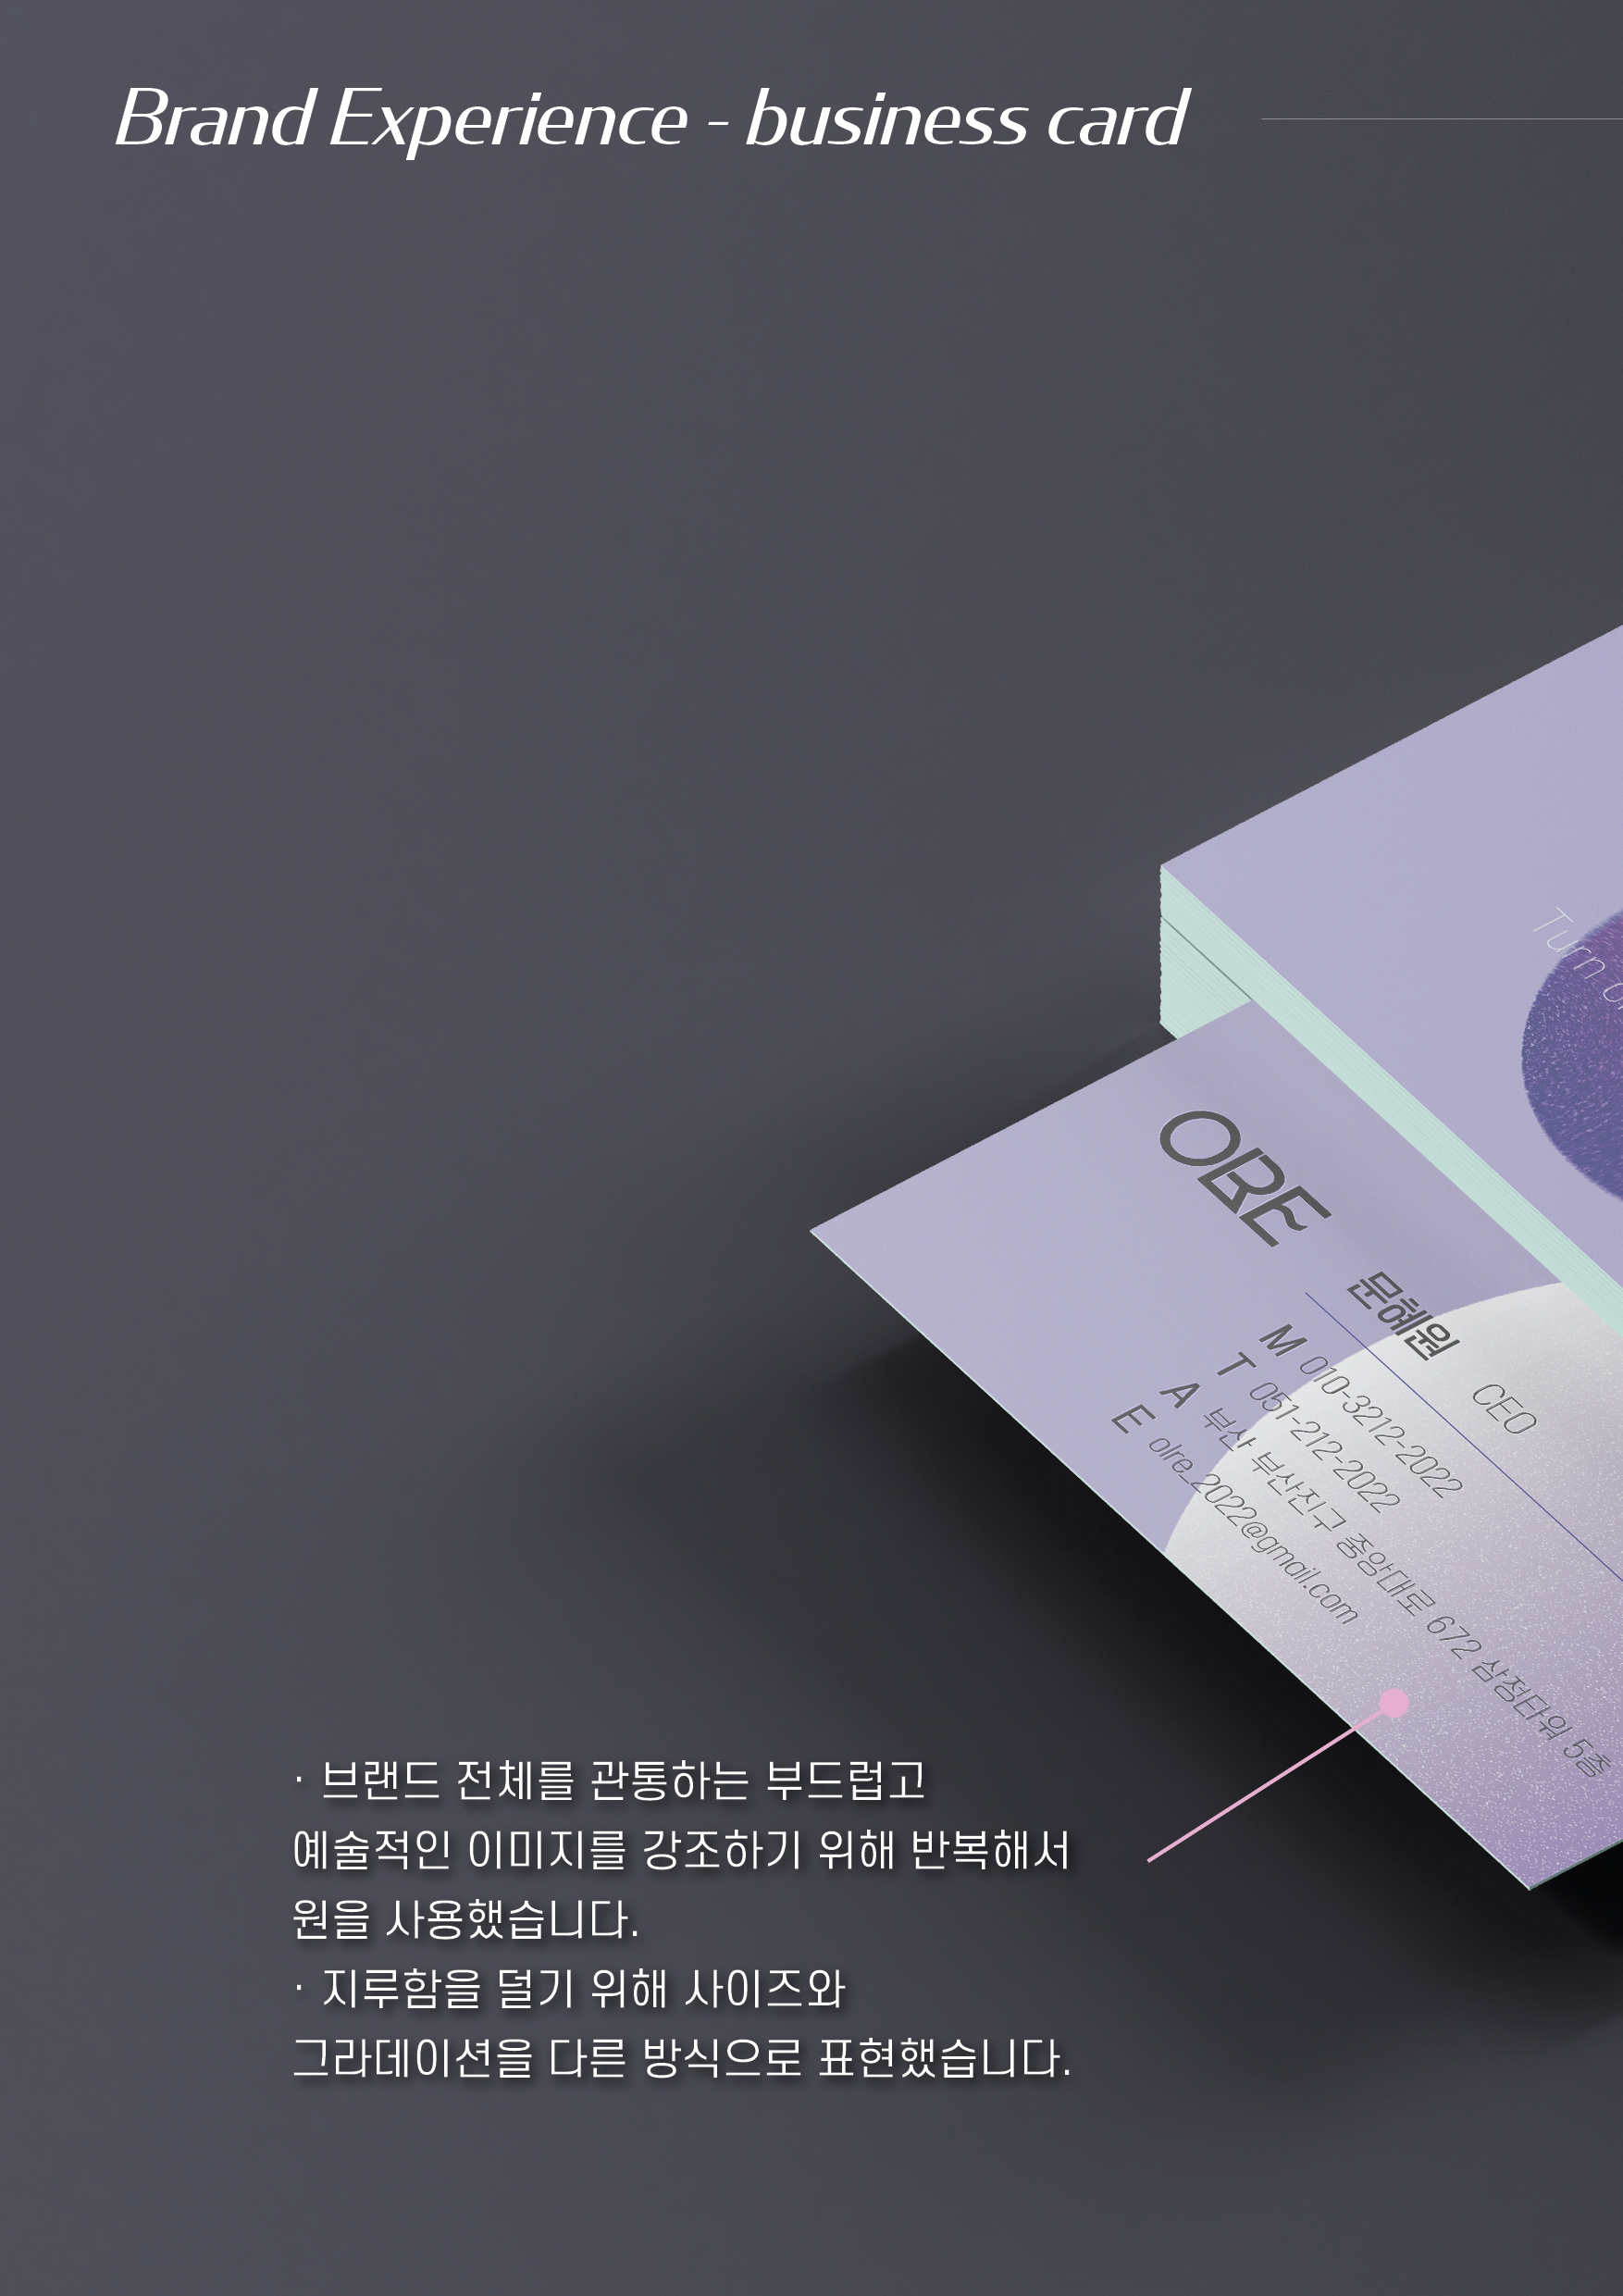 Brand Experience - business card
Turn
OLRE
문혜원 CEO
M 010-3212-2022
T 051-212-2022
A 부산 부산진구 중앙대로 672 삼정타워 5층
E olre_2022@gmail.com
· 브랜드 전체를 관통하는 부드럽고
예술적인 이미지를 강조하기 위해 반복해서
원을 사용했습니다.
· 지루함을 덜기 위해 사이즈와
그라데이션을 다른 방식으로 표현했습니다.